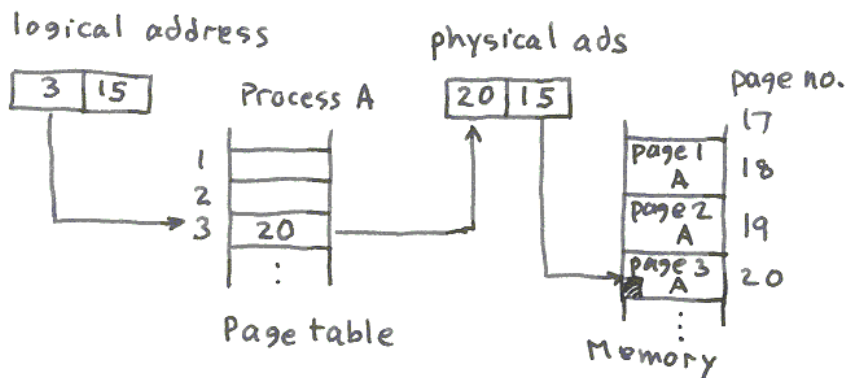 logical address
3 15
Process A
1
2
3 20
:
Page table
physical ads
20 15
page no.
17
page 1
A
18
page 2
A
19
page 3
A
20
:
Memory